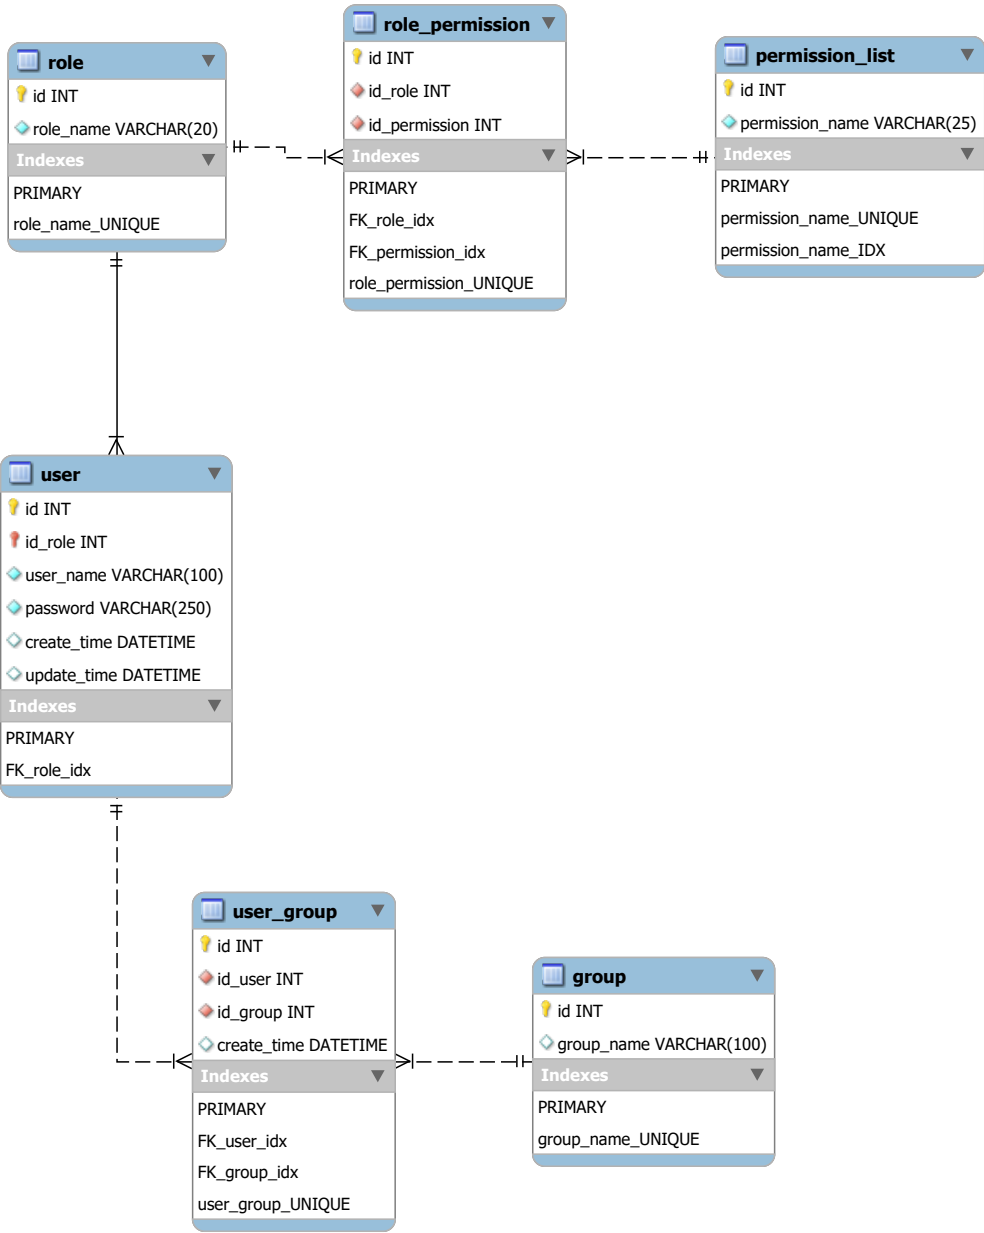 role
id INT
role_name VARCHAR(20)
Indexes
PRIMARY
role_name_UNIQUE
role_permission
id INT
id_role INT
id_permission INT
Indexes
PRIMARY
FK_role_idx
FK_permission_idx
role_permission_UNIQUE
permission_list
id INT
permission_name VARCHAR(25)
Indexes
PRIMARY
permission_name_UNIQUE
permission_name_IDX
user
id INT
id_role INT
user_name VARCHAR(100)
password VARCHAR(250)
create_time DATETIME
update_time DATETIME
Indexes
PRIMARY
FK_role_idx
user_group
id INT
id_user INT
id_group INT
create_time DATETIME
Indexes
PRIMARY
FK_user_idx
FK_group_idx
user_group_UNIQUE
group
id INT
group_name VARCHAR(100)
Indexes
PRIMARY
group_name_UNIQUE